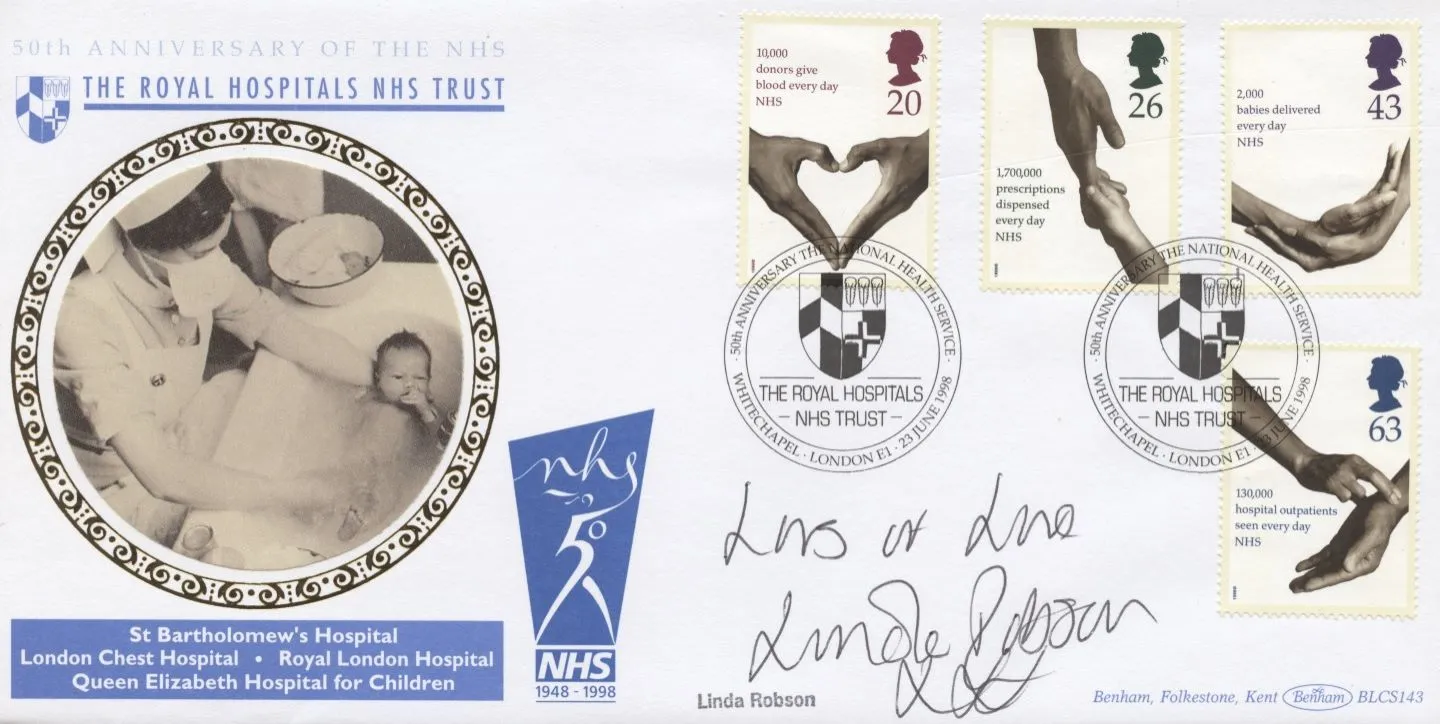 50th ANNIVERSARY OF THE NHS
THE ROYAL HOSPITALS NHS TRUST
St Bartholomew's Hospital
London Chest Hospital • Royal London Hospital
Queen Elizabeth Hospital for Children
nhs
50
NHS
1948 - 1998
10,000
donors give
blood every day
NHS
20
1,700,000
prescriptions
dispensed
every day
NHS
26
2,000
babies delivered
every day
NHS
43
130,000
hospital outpatients
seen every day
NHS
63
· 50th ANNIVERSARY THE NATIONAL HEALTH SERVICE ·
THE ROYAL HOSPITALS
– NHS TRUST –
WHITECHAPEL · LONDON E1 · 23 JUNE 1998
· 50th ANNIVERSARY THE NATIONAL HEALTH SERVICE ·
THE ROYAL HOSPITALS
– NHS TRUST –
WHITECHAPEL · LONDON E1 · 23 JUNE 1998
Lots of Love
Linda Robson
Linda Robson
Benham, Folkestone, Kent Benham BLCS143